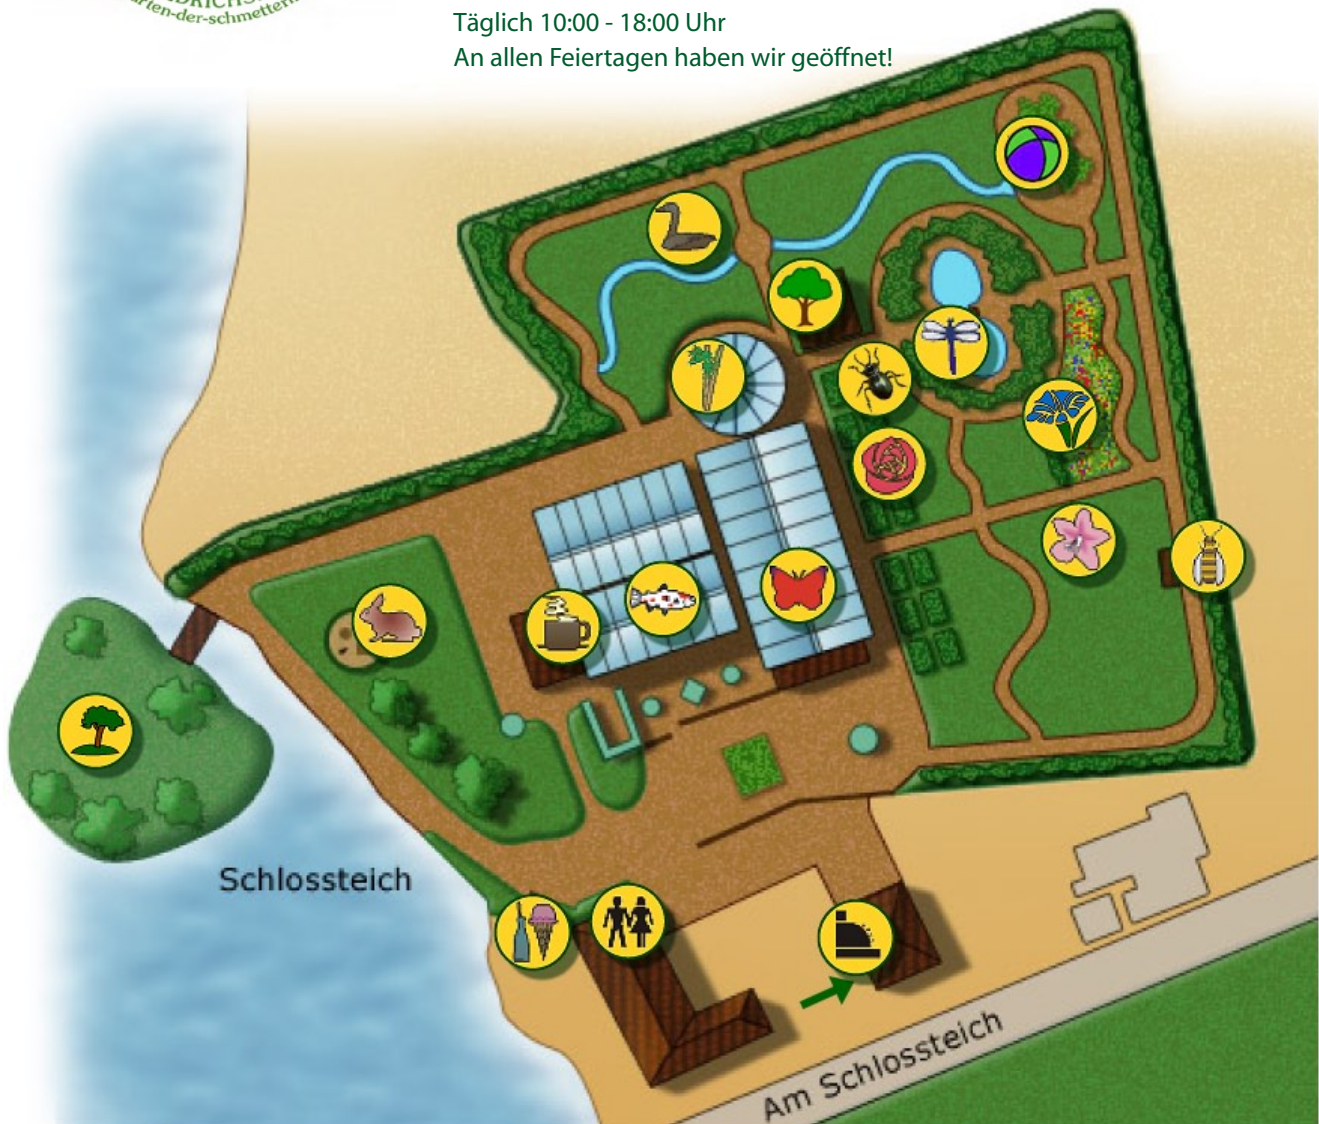 Täglich 10:00 - 18:00 Uhr
An allen Feiertagen haben wir geöffnet!
Schlossteich
Am Schlossteich